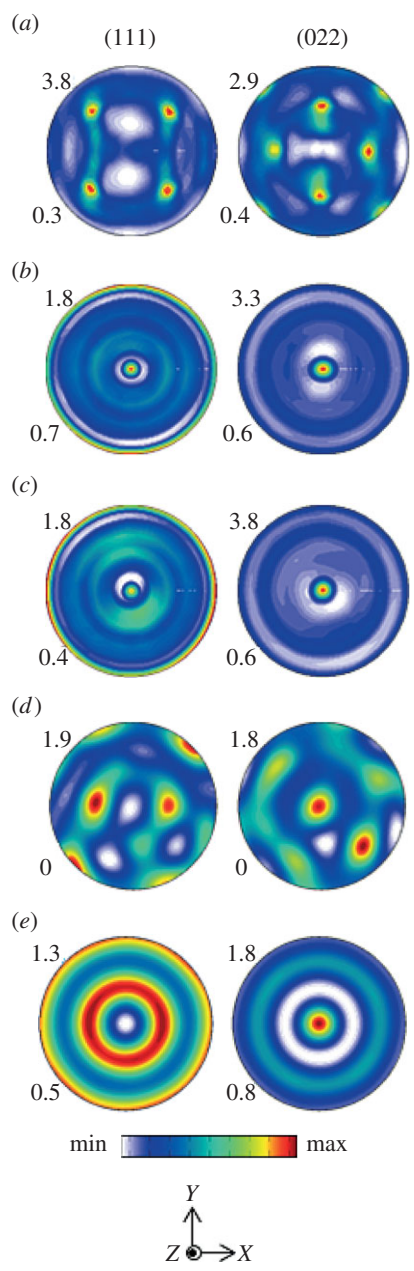 (a)
(111) (022)
3.8 2.9
0.3 0.4
(b)
1.8 3.3
0.7 0.6
(c)
1.8 3.8
0.4 0.6
(d)
1.9 1.8
0 0
(e)
1.3 1.8
0.5 0.8
min max
Y
Z X